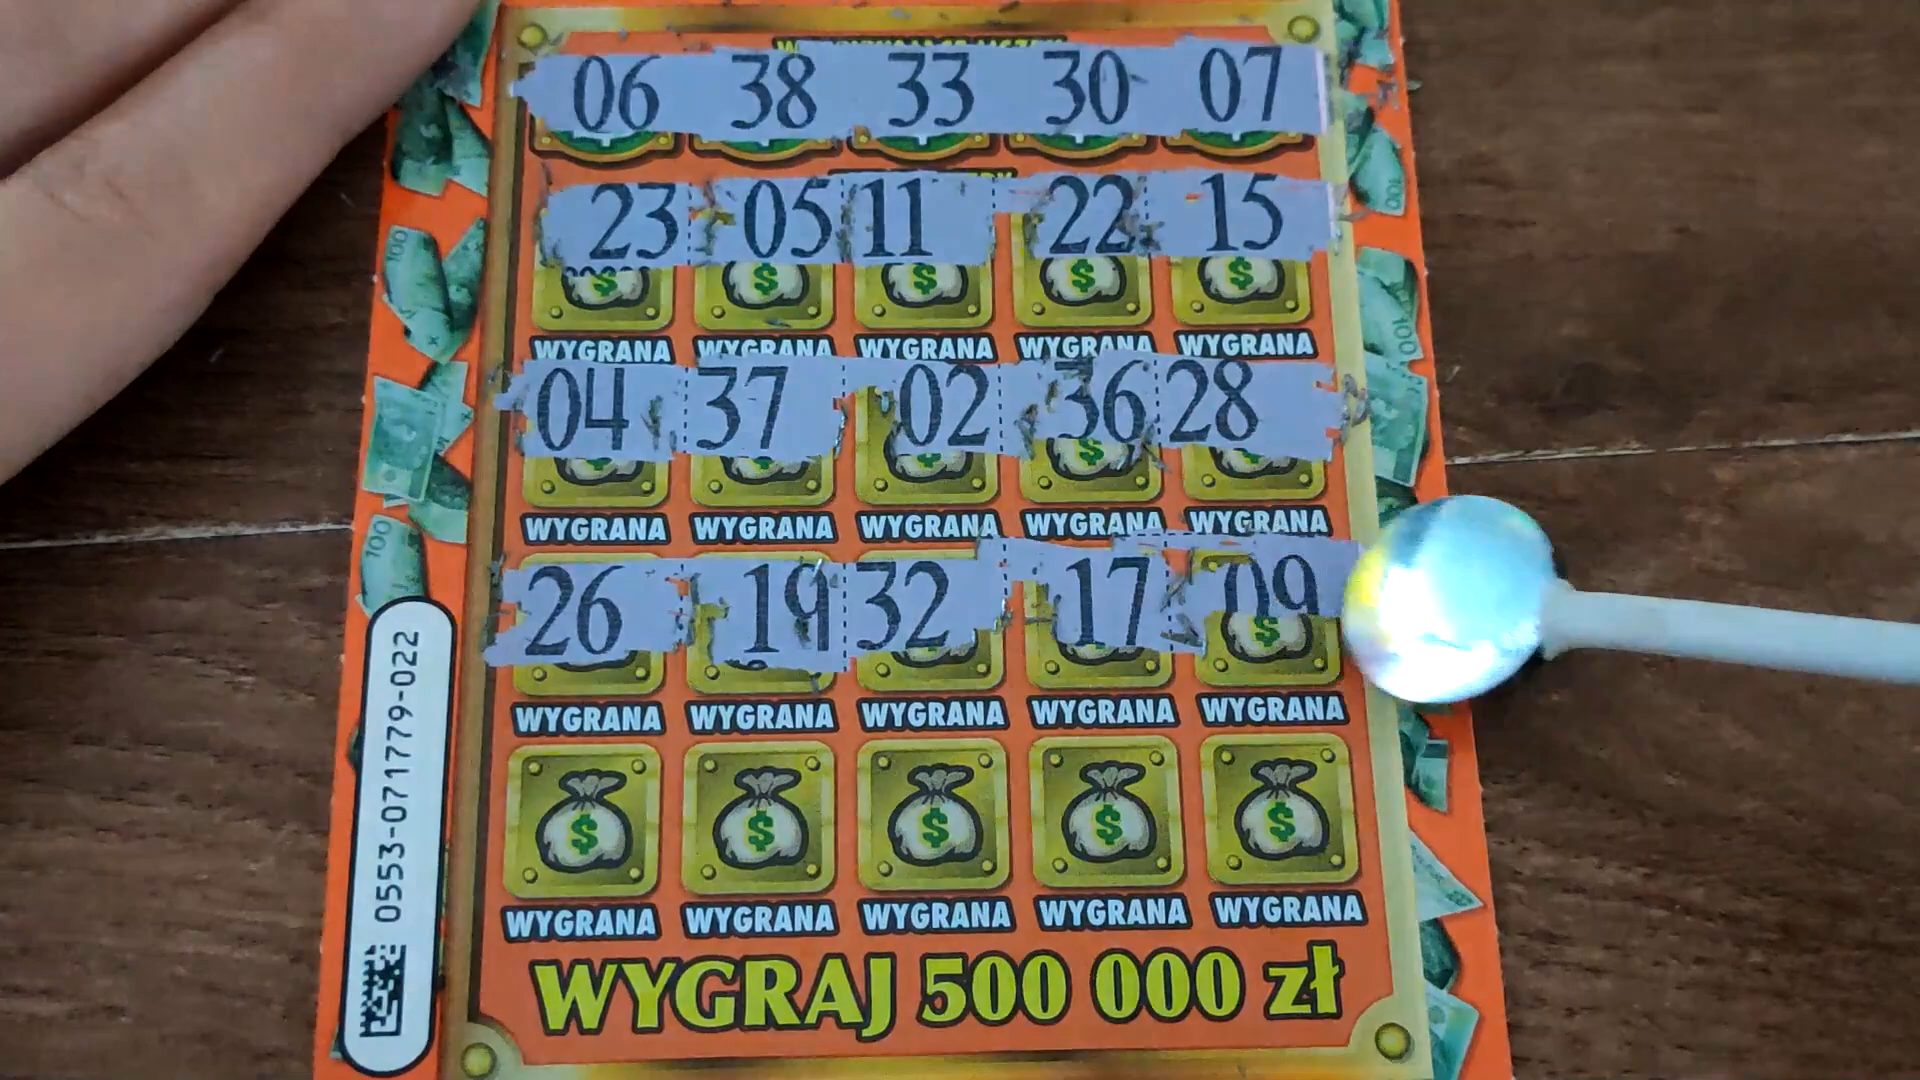 06 38 33 30 07
23 05 11 22 15
WYGRANA WYGRANA WYGRANA WYGRANA WYGRANA
04 37 02 36 28
WYGRANA WYGRANA WYGRANA WYGRANA WYGRANA
26 19 32 17 09
WYGRANA WYGRANA WYGRANA WYGRANA WYGRANA
$ $ $ $ $
WYGRANA WYGRANA WYGRANA WYGRANA WYGRANA
WYGRAJ 500 000 zł
0553-071779-022